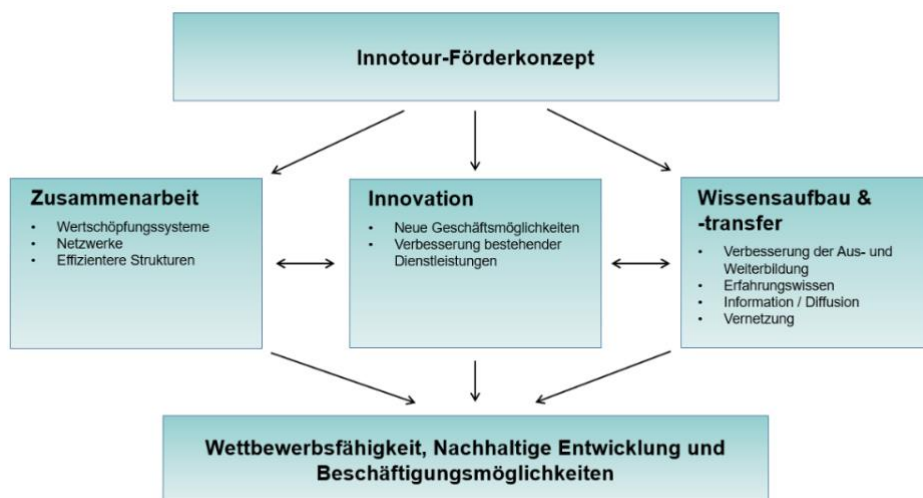 Innotour-Förderkonzept
Zusammenarbeit
• Wertschöpfungssysteme
• Netzwerke
• Effizientere Strukturen
Innovation
• Neue Geschäftsmöglichkeiten
• Verbesserung bestehender
Dienstleistungen
Wissensaufbau &
-transfer
• Verbesserung der Aus- und
Weiterbildung
• Erfahrungswissen
• Information / Diffusion
• Vernetzung
Wettbewerbsfähigkeit, Nachhaltige Entwicklung und
Beschäftigungsmöglichkeiten